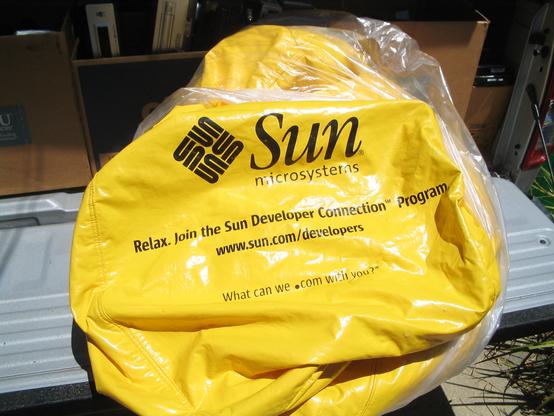 Sun
microsystems
Relax. Join the Sun Developer Connection℠ Program
www.sun.com/developers
What can we .com with you?℠